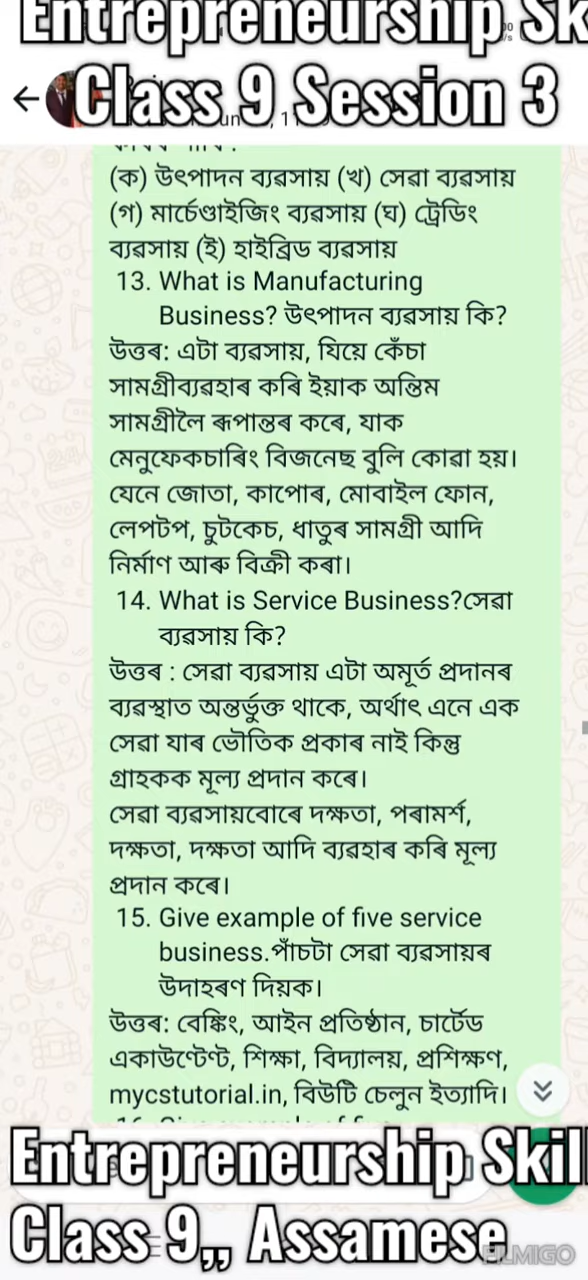 Entrepreneurship Sk
Class 9 Session 3
(ক) উৎপাদন ব্যৱসায় (খ) সেৱা ব্যৱসায়
(গ) মাৰ্চেণ্ডাইজিং ব্যৱসায় (ঘ) ট্ৰেডিং
ব্যৱসায় (ই) হাইব্ৰিড ব্যৱসায়
13. What is Manufacturing
Business? উৎপাদন ব্যৱসায় কি?
উত্তৰ: এটা ব্যৱসায়, যিয়ে কেঁচা
সামগ্ৰীব্যৱহাৰ কৰি ইয়াক অন্তিম
সামগ্ৰীলৈ ৰূপান্তৰ কৰে, যাক
মেনুফেকচাৰিং বিজনেছ বুলি কোৱা হয়।
যেনে জোতা, কাপোৰ, মোবাইল ফোন,
লেপটপ, চুটকেচ, ধাতুৰ সামগ্ৰী আদি
নিৰ্মাণ আৰু বিক্ৰী কৰা।
14. What is Service Business?সেৱা
ব্যৱসায় কি?
উত্তৰ : সেৱা ব্যৱসায় এটা অমূৰ্ত প্ৰদানৰ
ব্যৱস্থাত অন্তৰ্ভুক্ত থাকে, অৰ্থাৎ এনে এক
সেৱা যাৰ ভৌতিক প্ৰকাৰ নাই কিন্তু
গ্ৰাহকক মূল্য প্ৰদান কৰে।
সেৱা ব্যৱসায়বোৰে দক্ষতা, পৰামৰ্শ,
দক্ষতা, দক্ষতা আদি ব্যৱহাৰ কৰি মূল্য
প্ৰদান কৰে।
15. Give example of five service
business.পাঁচটা সেৱা ব্যৱসায়ৰ
উদাহৰণ দিয়ক।
উত্তৰ: বেঙ্কিং, আইন প্ৰতিষ্ঠান, চাৰ্টেড
একাউণ্টেণ্ট, শিক্ষা, বিদ্যালয়, প্ৰশিক্ষণ,
mycstutorial.in, বিউটি চেলুন ইত্যাদি।
Entrepreneurship Skil
Class 9,, Assamese
FILMIGO